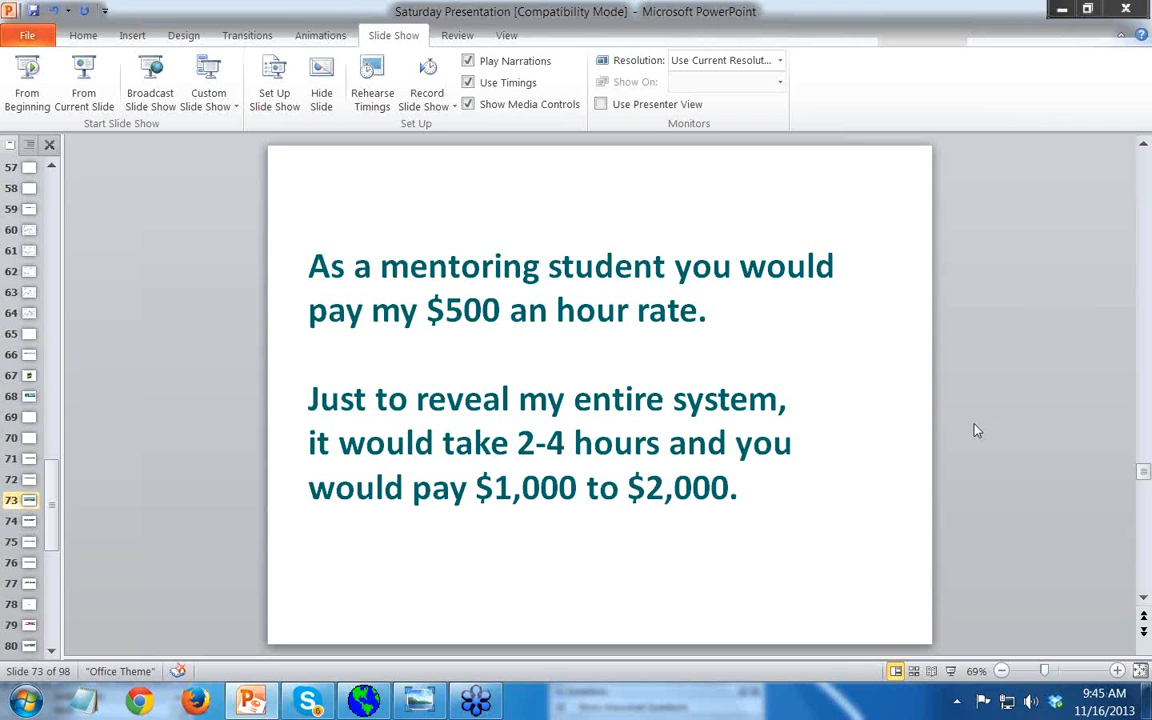 Saturday Presentation [Compatibility Mode] - Microsoft PowerPoint
File Home Insert Design Transitions Animations Slide Show Review View
From Beginning
From Current Slide
Broadcast Slide Show
Custom Slide Show
Start Slide Show
Set Up Slide Show
Hide Slide
Rehearse Timings
Record Slide Show
Play Narrations
Use Timings
Show Media Controls
Set Up
Resolution: Use Current Resolut...
Show On:
Use Presenter View
Monitors
57
58
59
60
61
62
63
64
65
66
67
68
69
70
71
72
73
74
75
76
77
78
79
80
As a mentoring student you would
pay my $500 an hour rate.
Just to reveal my entire system,
it would take 2-4 hours and you
would pay $1,000 to $2,000.
Slide 73 of 98 "Office Theme" 69%
9:45 AM
11/16/2013